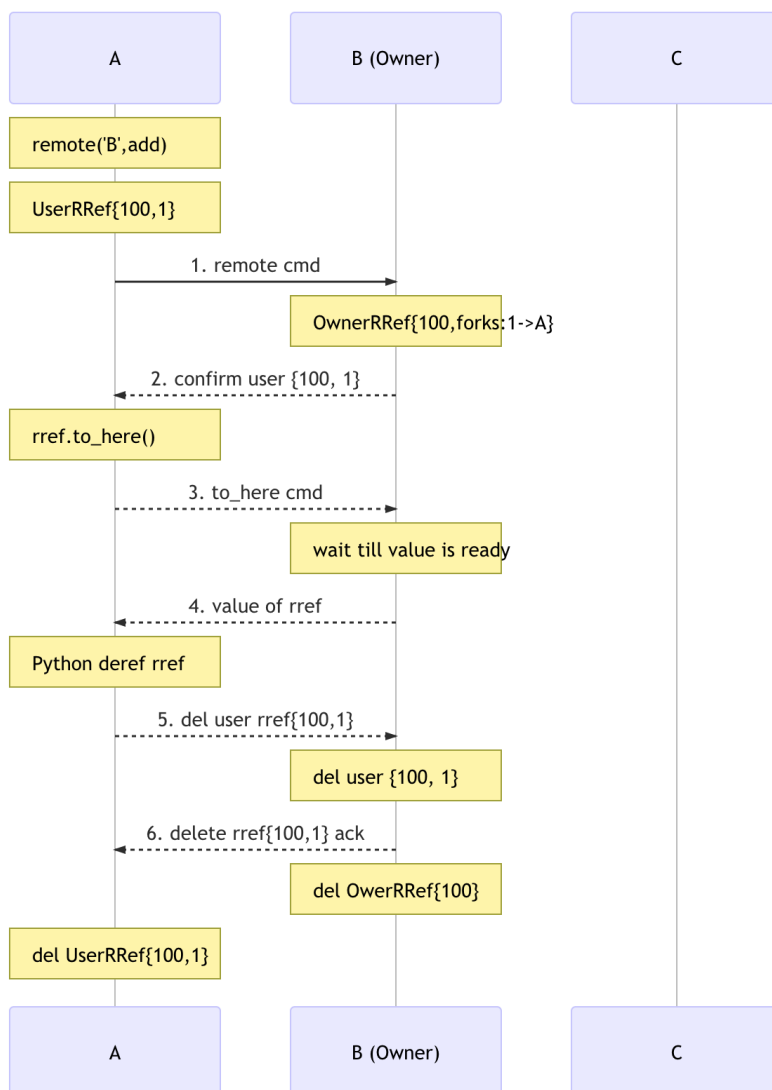 A
B (Owner)
C
remote('B',add)
UserRRef{100,1}
1. remote cmd
OwnerRRef{100,forks:1->A}
2. confirm user {100, 1}
rref.to_here()
3. to_here cmd
wait till value is ready
4. value of rref
Python deref rref
5. del user rref{100,1}
del user {100, 1}
6. delete rref{100,1} ack
del OwerRRef{100}
del UserRRef{100,1}
A
B (Owner)
C